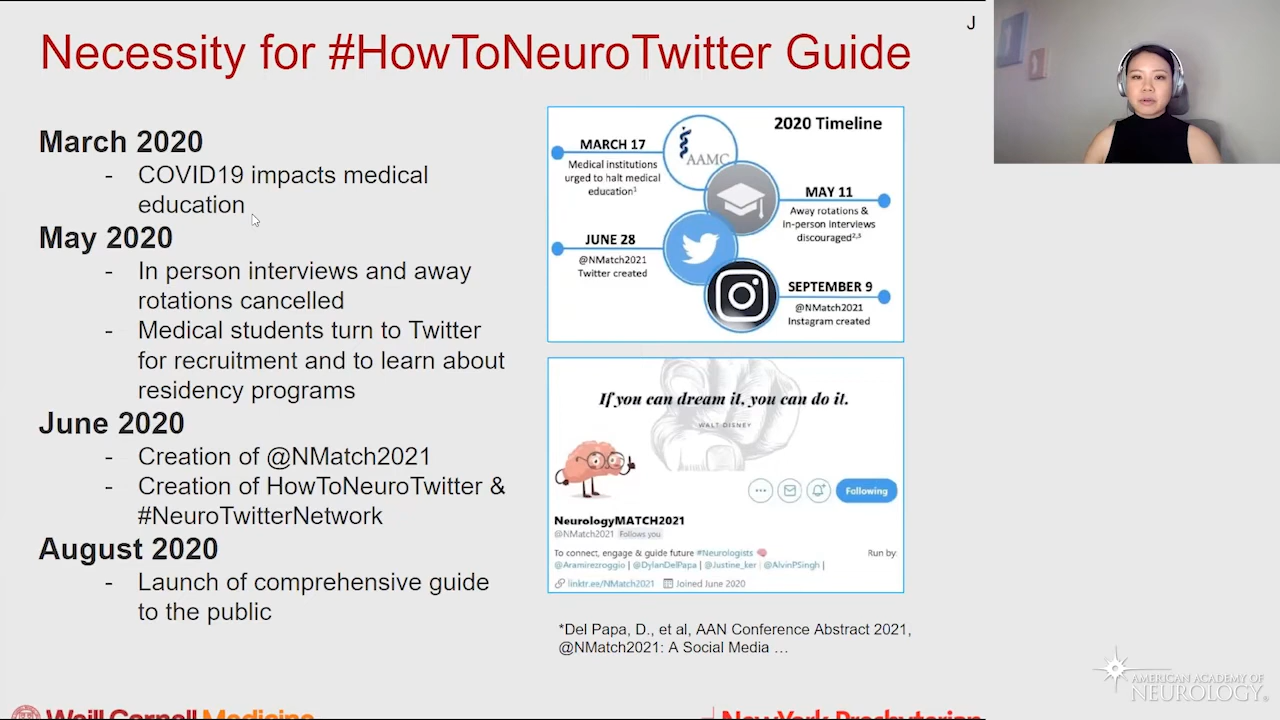 Necessity for #HowToNeuroTwitter Guide
J
March 2020
- COVID19 impacts medical
education
May 2020
- In person interviews and away
rotations cancelled
- Medical students turn to Twitter
for recruitment and to learn about
residency programs
June 2020
- Creation of @NMatch2021
- Creation of HowToNeuroTwitter &
#NeuroTwitterNetwork
August 2020
- Launch of comprehensive guide
to the public
2020 Timeline
MARCH 17
Medical institutions
urged to halt medical
education¹
AAMC
MAY 11
Away rotations &
in-person interviews
discouraged²,³
JUNE 28
@NMatch2021
Twitter created
SEPTEMBER 9
@NMatch2021
Instagram created
If you can dream it, you can do it.
WALT DISNEY
Following
NeurologyMATCH2021
@NMatch2021 Follows you
To connect, engage & guide future #Neurologists 🧠 Run by:
@Aramirezroggio | @DylanDelPapa | @Justine_ker | @AlvinPSingh |
linktr.ee/NMatch2021 Joined June 2020
*Del Papa, D., et al, AAN Conference Abstract 2021,
@NMatch2021: A Social Media …
Weill Cornell Medicine
NewYork-Presbyterian
AMERICAN ACADEMY OF
NEUROLOGY®